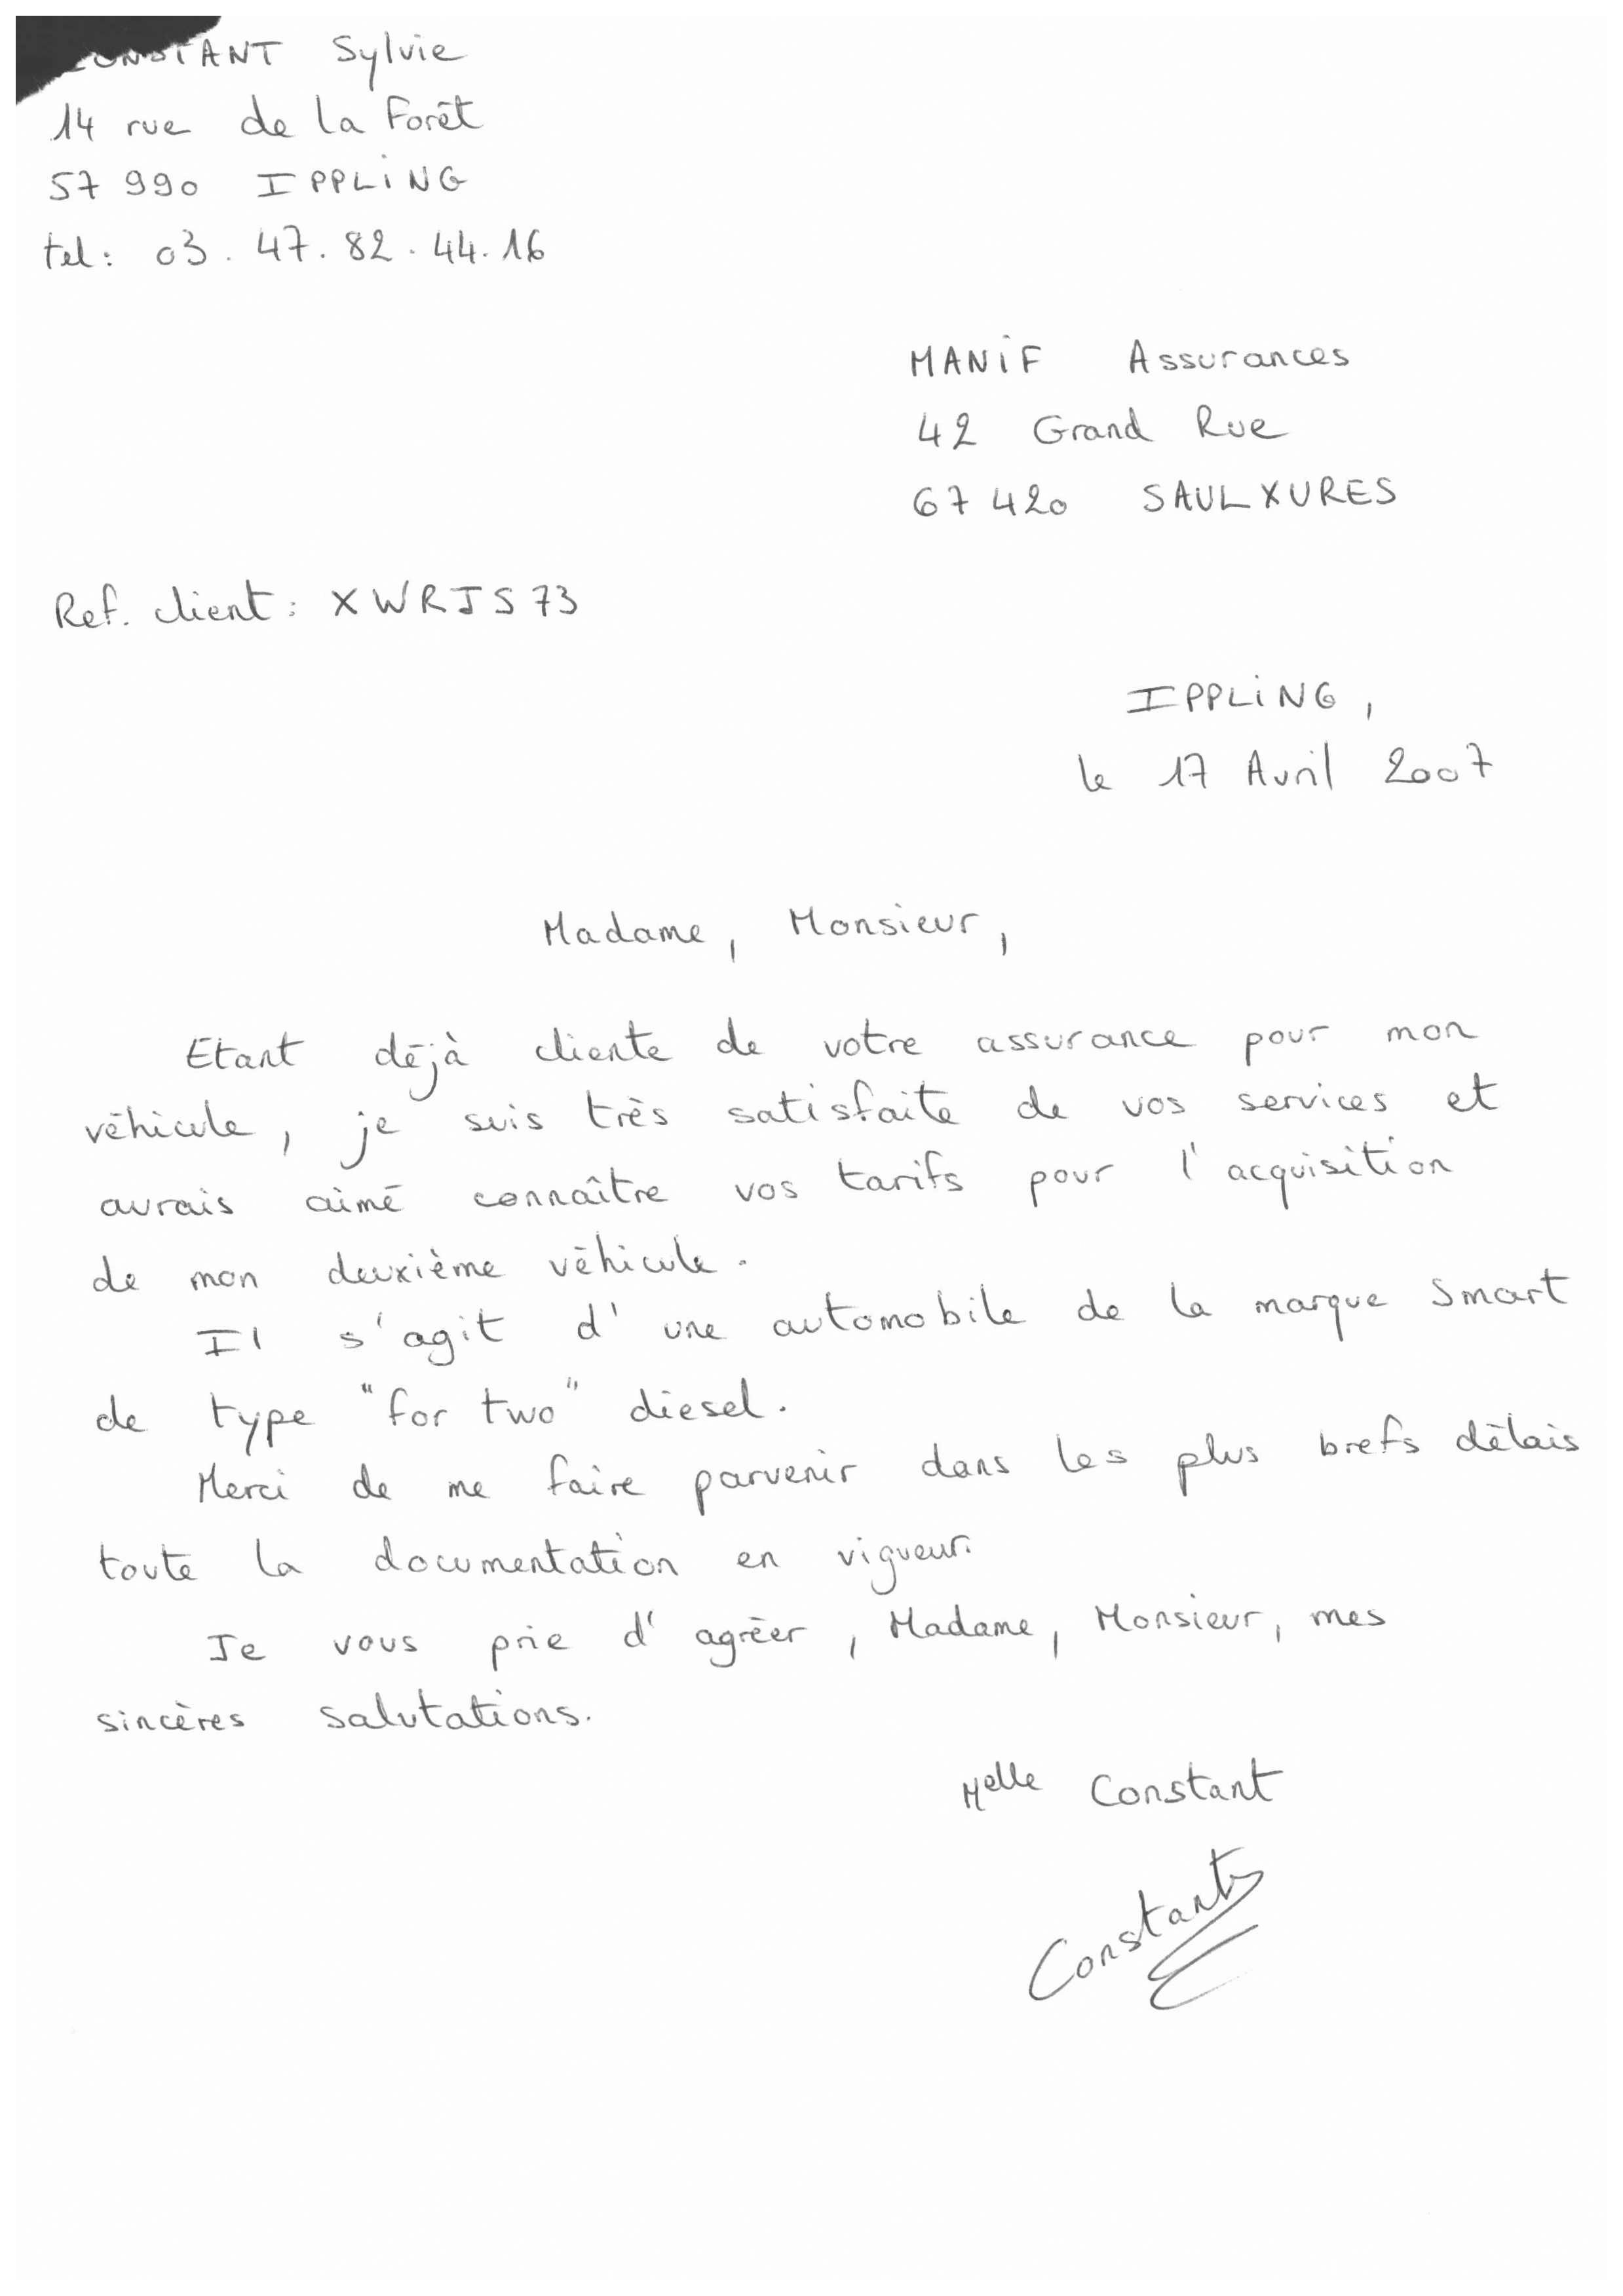 CONSTANT Sylvie
14 rue de la Forêt
57 990 IPPLiNG
tel : 03. 47. 82. 44. 16
MANiF Assurances
42 Grand Rue
67 420 SAULXURES
Ref. client : XWRJS73
IPPLiNG,
le 17 Avril 2007
Madame, Monsieur,
Etant déjà cliente de votre assurance pour mon
véhicule, je suis très satisfaite de vos services et
aurais aimé connaître vos tarifs pour l'acquisition
de mon deuxième véhicule.
Il s'agit d'une automobile de la marque Smart
de type "for two" diesel.
Merci de me faire parvenir dans les plus brefs délais
toute la documentation en vigueur.
Je vous prie d'agréer, Madame, Monsieur, mes
sincères salutations.
Melle Constant
Constant